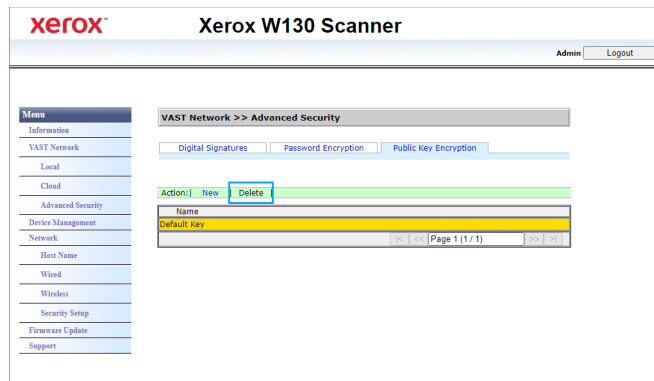 xerox™
Xerox W130 Scanner
Admin Logout
Menu
Information
VAST Network
Local
Cloud
Advanced Security
Device Management
Network
Host Name
Wired
Wireless
Security Setup
Firmware Update
Support
VAST Network >> Advanced Security
Digital Signatures Password Encryption Public Key Encryption
Action:| New | Delete |
Name
Default Key
|< << Page 1 (1 / 1) >> >|